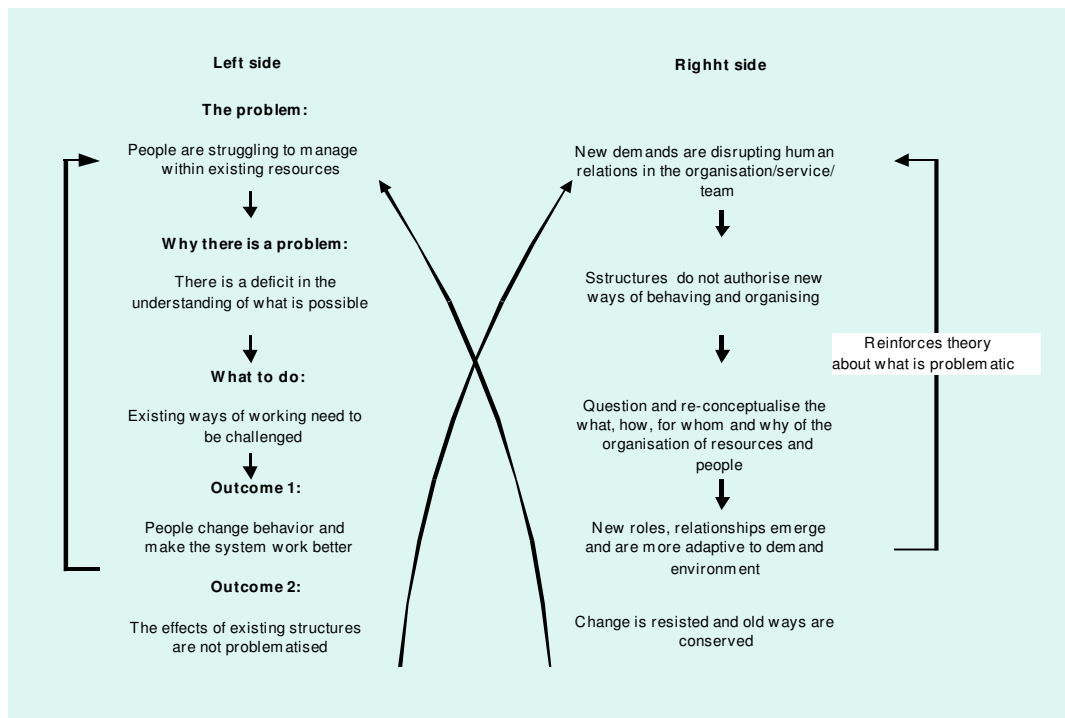 Left side
The problem:
People are struggling to manage
within existing resources
Why there is a problem:
There is a deficit in the
understanding of what is possible
What to do:
Existing ways of working need to
be challenged
Outcome 1:
People change behavior and
make the system work better
Outcome 2:
The effects of existing structures
are not problematised
Righht side
New demands are disrupting human
relations in the organisation/service/
team
Sstructures do not authorise new
ways of behaving and organising
Question and re-conceptualise the
what, how, for whom and why of the
organisation of resources and
people
New roles, relationships emerge
and are more adaptive to demand
environment
Change is resisted and old ways are
conserved
Reinforces theory
about what is problematic